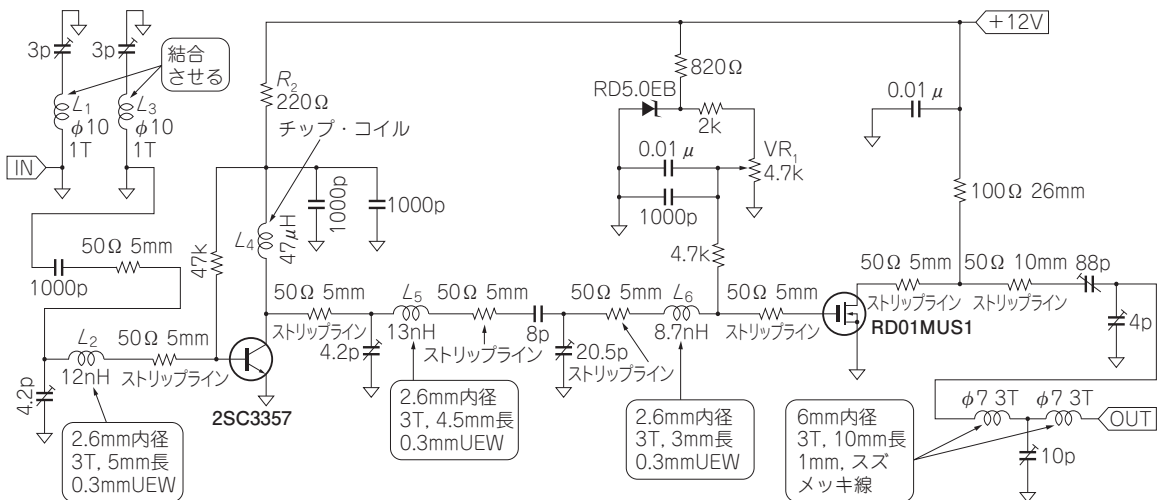 3p
3p
結合
させる
L1
φ10
1T
L3
φ10
1T
IN
R2
220Ω
チップ・コイル
1000p
1000p
L4
47μH
47k
50Ω 5mm
1000p
L2
12nH
50Ω 5mm
ストリップライン
4.2p
2.6mm内径
3T, 5mm長
0.3mmUEW
2SC3357
50Ω 5mm
ストリップライン
4.2p
L5
13nH
2.6mm内径
3T, 4.5mm長
0.3mmUEW
50Ω 5mm
ストリップライン
8p
20.5p
50Ω 5mm
ストリップライン
L6
8.7nH
2.6mm内径
3T, 3mm長
0.3mmUEW
RD5.0EB
820Ω
2k
0.01μ
1000p
VR1
4.7k
4.7k
50Ω 5mm
ストリップライン
RD01MUS1
+12V
0.01μ
100Ω 26mm
50Ω 5mm
ストリップライン
50Ω 10mm
ストリップライン
88p
4p
φ7 3T
φ7 3T
OUT
10p
6mm内径
3T, 10mm長
1mm, スズ
メッキ線